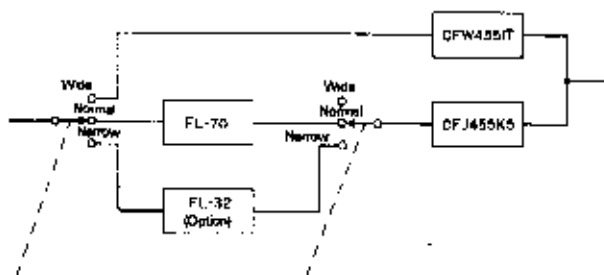 CFW455IT
Wide
Normal
Narrow
FL-70
Wide
Normal
Narrow
CFJ455K5
FL-32
(Option)